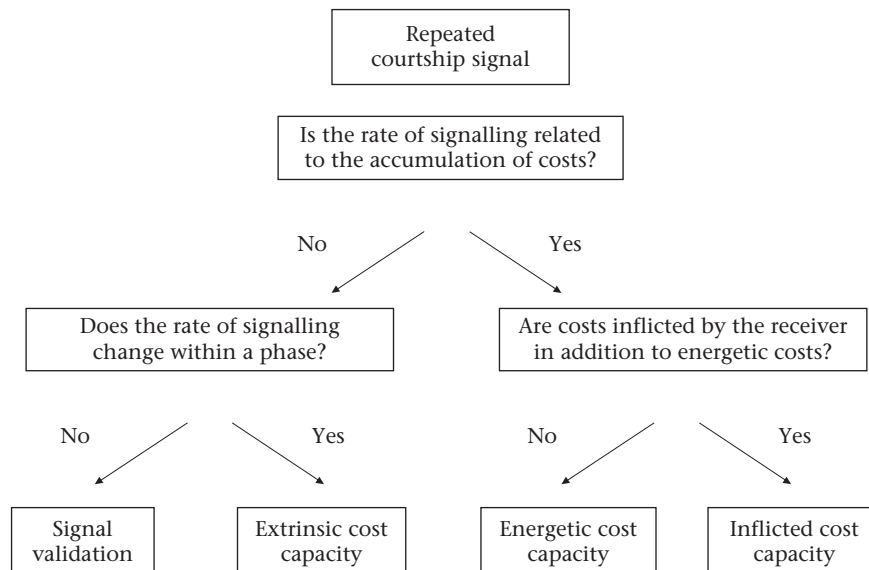 Repeated
courtship signal
Is the rate of signalling related
to the accumulation of costs?
No
Yes
Does the rate of signalling
change within a phase?
Are costs inflicted by the receiver
in addition to energetic costs?
No
Yes
No
Yes
Signal
validation
Extrinsic cost
capacity
Energetic cost
capacity
Inflicted cost
capacity